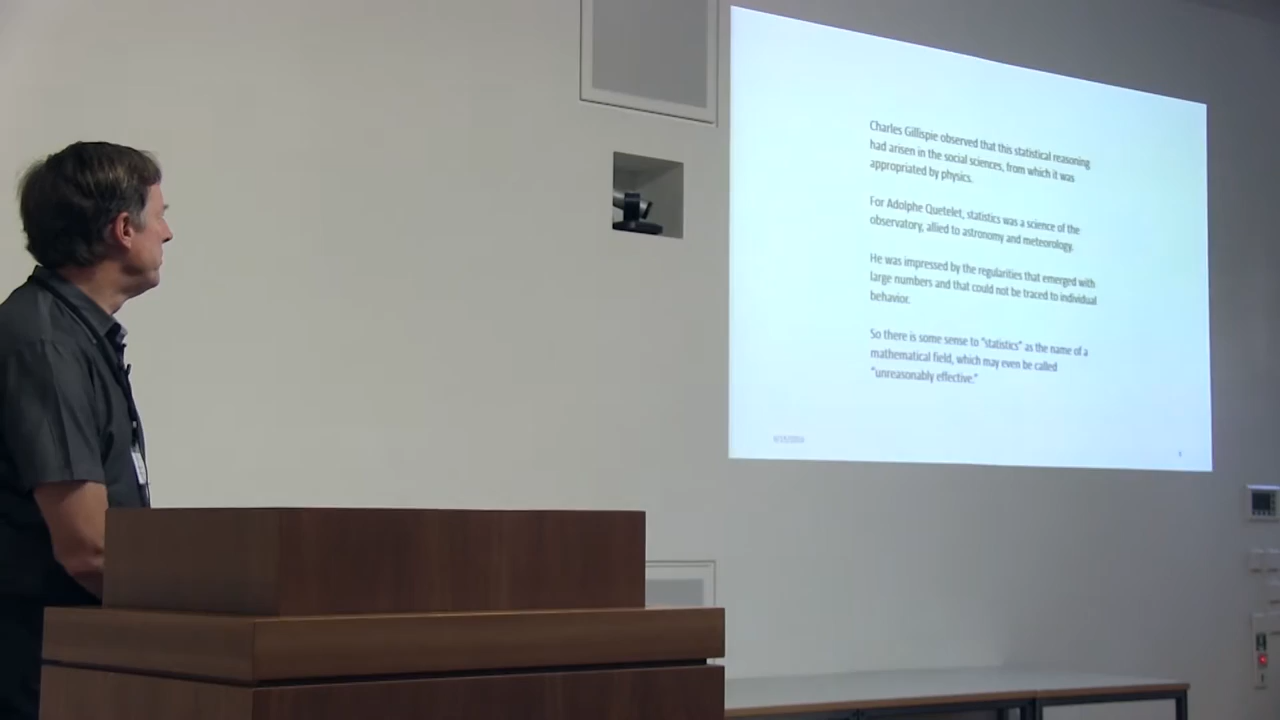 Charles Gillispie observed that this statistical reasoning
had arisen in the social sciences, from which it was
appropriated by physics.
For Adolphe Quetelet, statistics was a science of the
observatory, allied to astronomy and meteorology.
He was impressed by the regularities that emerged with
large numbers and that could not be traced to individual
behavior.
So there is some sense to "statistics" as the name of a
mathematical field, which may even be called
"unreasonably effective."